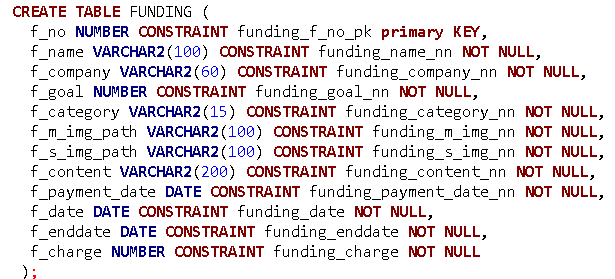 CREATE TABLE FUNDING (
f_no NUMBER CONSTRAINT funding_f_no_pk primary KEY,
f_name VARCHAR2(100) CONSTRAINT funding_name_nn NOT NULL,
f_company VARCHAR2(60) CONSTRAINT funding_company_nn NOT NULL,
f_goal NUMBER CONSTRAINT funding_goal_nn NOT NULL,
f_category VARCHAR2(15) CONSTRAINT funding_category_nn NOT NULL,
f_m_img_path VARCHAR2(100) CONSTRAINT funding_m_img_nn NOT NULL,
f_s_img_path VARCHAR2(100) CONSTRAINT funding_s_img_nn NOT NULL,
f_content VARCHAR2(200) CONSTRAINT funding_content_nn NOT NULL,
f_payment_date DATE CONSTRAINT funding_payment_date_nn NOT NULL,
f_date DATE CONSTRAINT funding_date NOT NULL,
f_enddate DATE CONSTRAINT funding_enddate NOT NULL,
f_charge NUMBER CONSTRAINT funding_charge NOT NULL
);